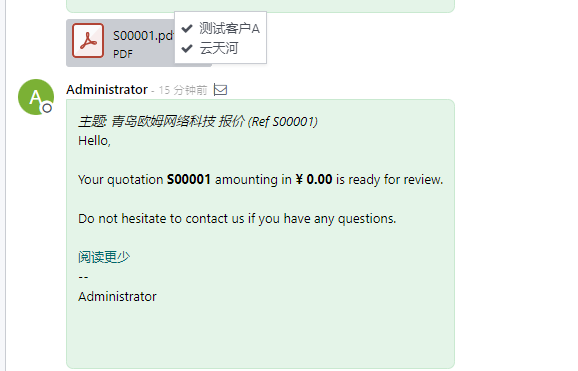 S00001.pdf
PDF
测试客户A
云天河
A
Administrator - 15 分钟前
主题: 青岛欧姆网络科技 报价 (Ref S00001)
Hello,
Your quotation S00001 amounting in ¥ 0.00 is ready for review.
Do not hesitate to contact us if you have any questions.
阅读更少
--
Administrator